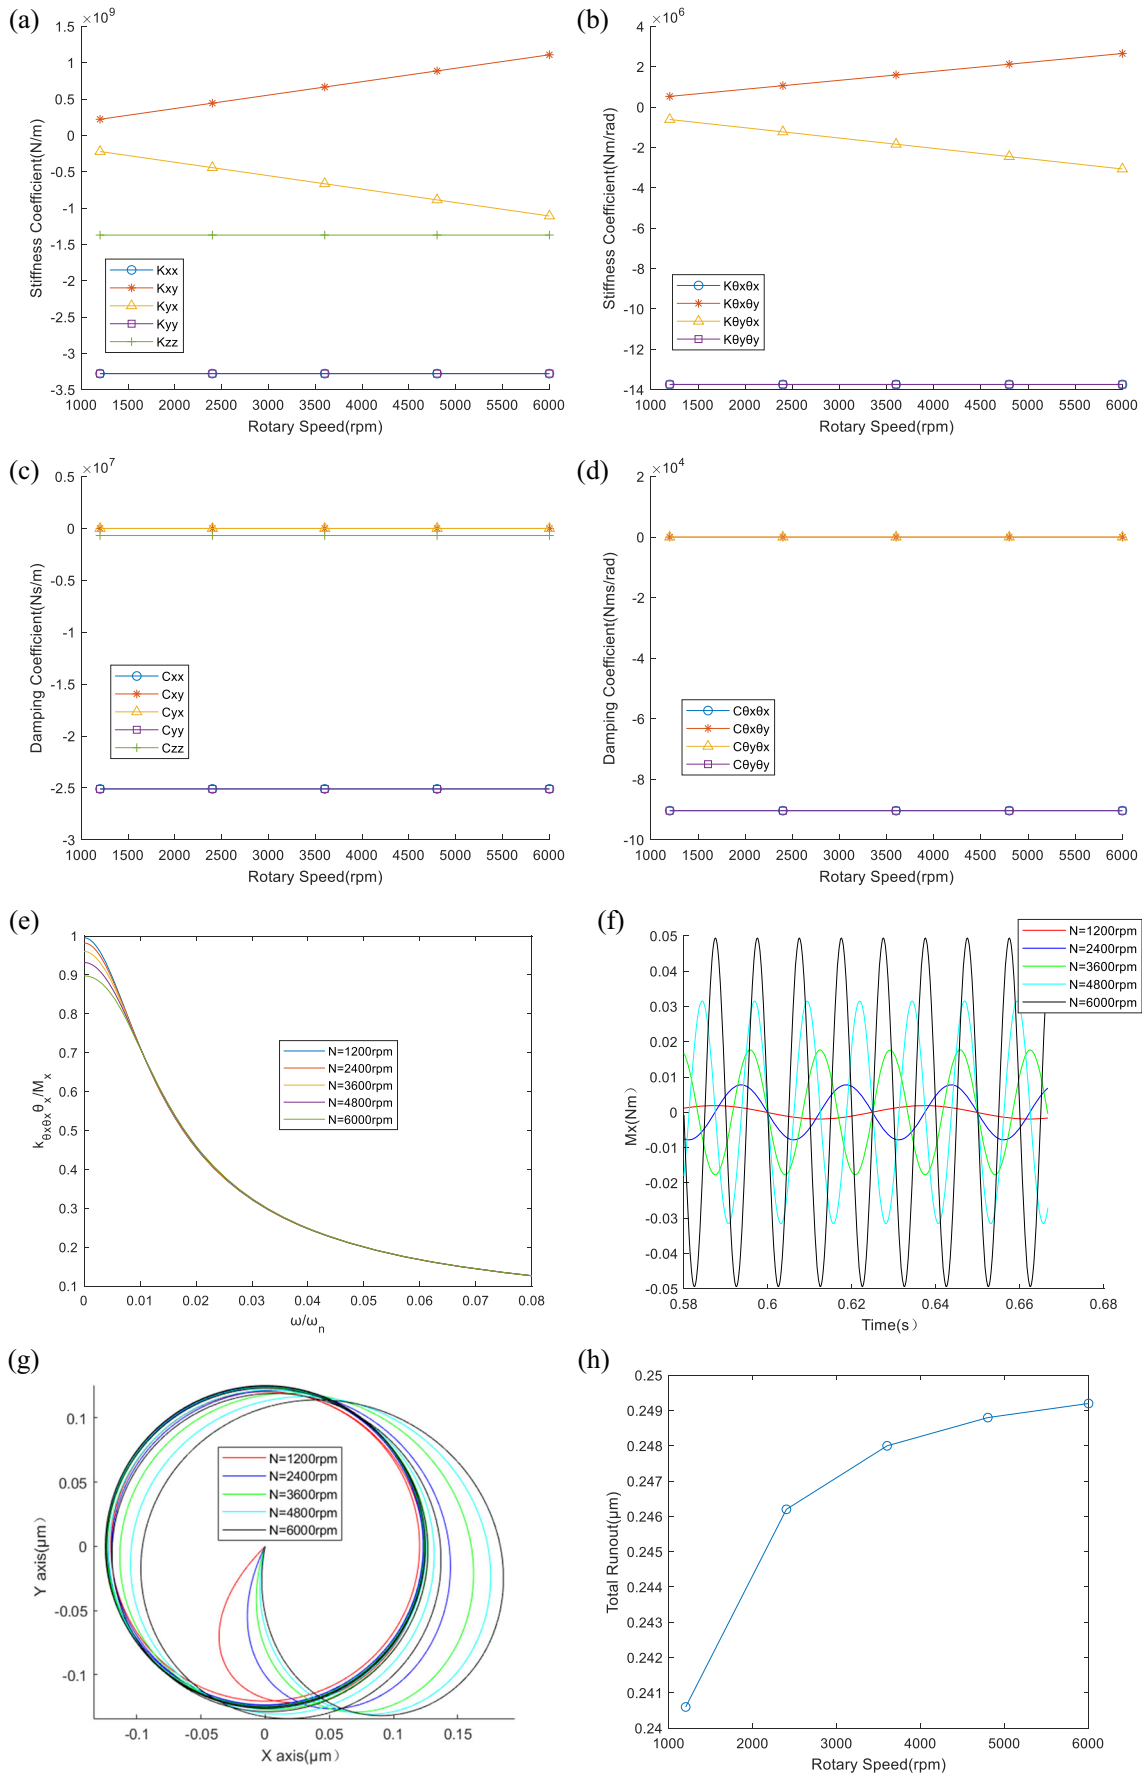 (a)
×10^9
1.5
1
0.5
0
-0.5
-1
-1.5
-2
-2.5
-3
-3.5
Stiffness Coefficient(N/m)
Kxx
Kxy
Kyx
Kyy
Kzz
1000 1500 2000 2500 3000 3500 4000 4500 5000 5500 6000
Rotary Speed(rpm)
(b)
×10^6
4
2
0
-2
-4
-6
-8
-10
-12
-14
Stiffness Coefficient(Nm/rad)
Kθxθx
Kθxθy
Kθyθx
Kθyθy
1000 1500 2000 2500 3000 3500 4000 4500 5000 5500 6000
Rotary Speed(rpm)
(c)
×10^7
0.5
0
-0.5
-1
-1.5
-2
-2.5
-3
Damping Coefficient(Ns/m)
Cxx
Cxy
Cyx
Cyy
Czz
1000 1500 2000 2500 3000 3500 4000 4500 5000 5500 6000
Rotary Speed(rpm)
(d)
×10^4
2
0
-2
-4
-6
-8
-10
Damping Coefficient(Nms/rad)
Cθxθx
Cθxθy
Cθyθx
Cθyθy
1000 1500 2000 2500 3000 3500 4000 4500 5000 5500 6000
Rotary Speed(rpm)
(e)
1
0.9
0.8
0.7
0.6
0.5
0.4
0.3
0.2
0.1
k_θxθx θ_x/M_x
N=1200rpm
N=2400rpm
N=3600rpm
N=4800rpm
N=6000rpm
0 0.01 0.02 0.03 0.04 0.05 0.06 0.07 0.08
ω/ω_n
(f)
N=1200rpm
N=2400rpm
N=3600rpm
N=4800rpm
N=6000rpm
0.05
0.04
0.03
0.02
0.01
0
-0.01
-0.02
-0.03
-0.04
-0.05
Mx(Nm）
0.58 0.6 0.62 0.64 0.66 0.68
Time(s）
(g)
0.1
0.05
0
-0.05
-0.1
Y axis(μm）
N=1200rpm
N=2400rpm
N=3600rpm
N=4800rpm
N=6000rpm
-0.1 -0.05 0 0.05 0.1 0.15
X axis(μm）
(h)
0.25
0.249
0.248
0.247
0.246
0.245
0.244
0.243
0.242
0.241
0.24
Total Runout(μm)
1000 2000 3000 4000 5000 6000
Rotary Speed(rpm)